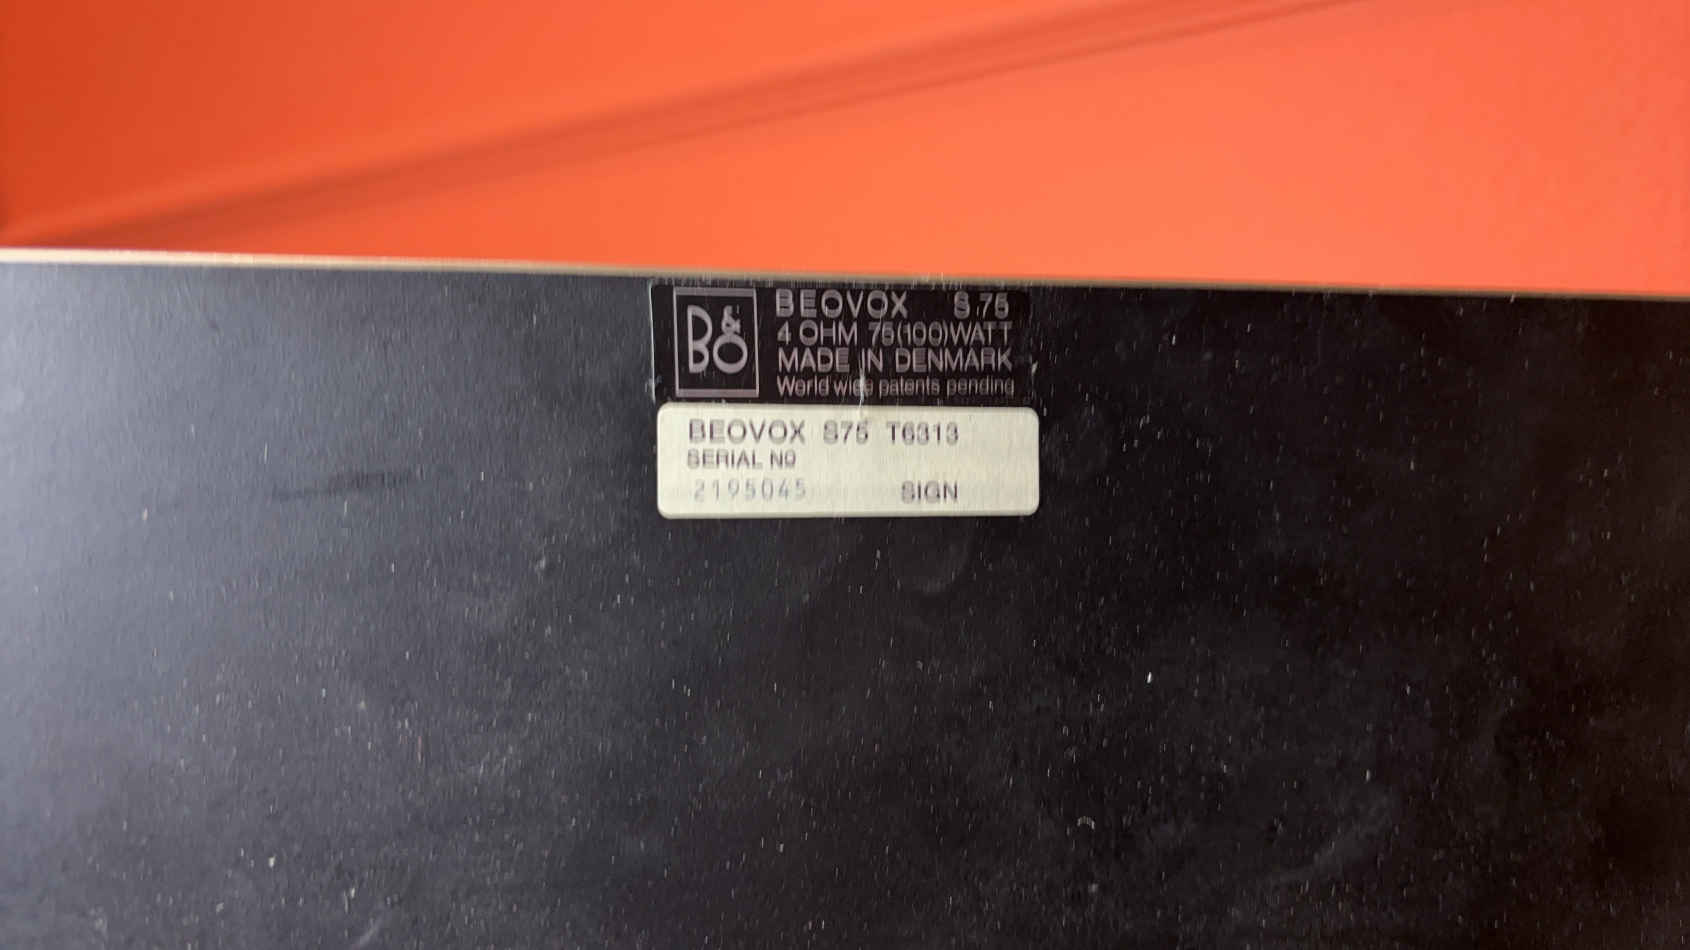 B&O
BEOVOX S.75
4 OHM 75(100)WATT
MADE IN DENMARK
World wide patents pending
BEOVOX S75 T6313
SERIAL NO
2195045 SIGN